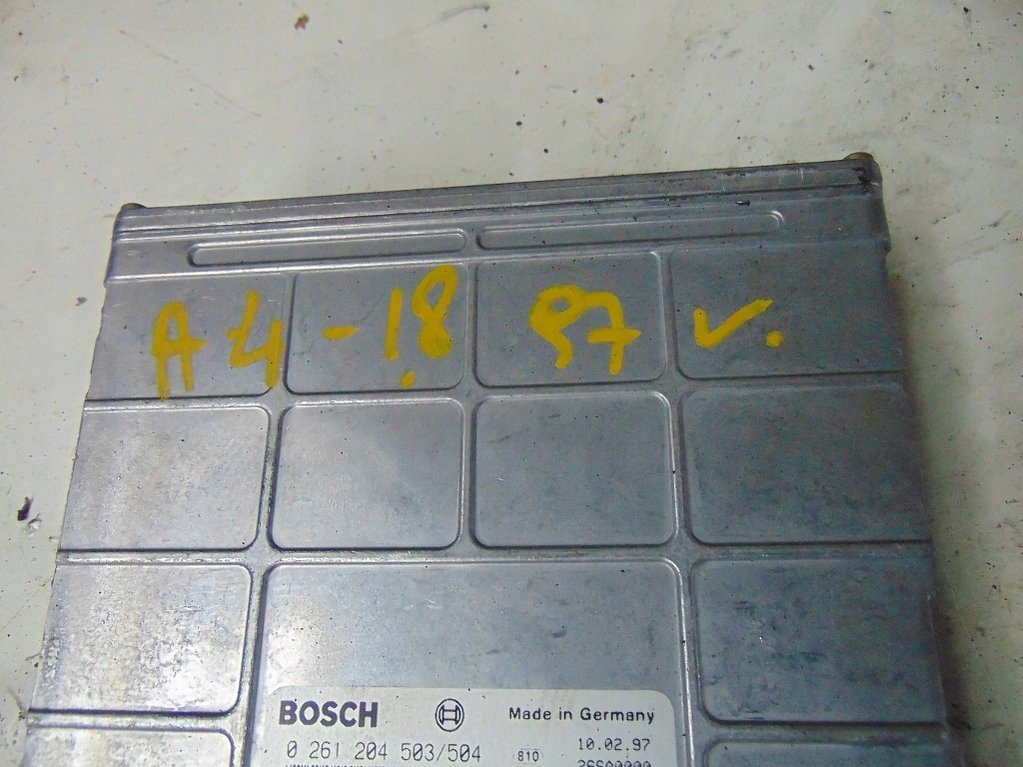 A4 - 1.8 97 v.
BOSCH Made in Germany
0 261 204 503/504 810 10.02.97